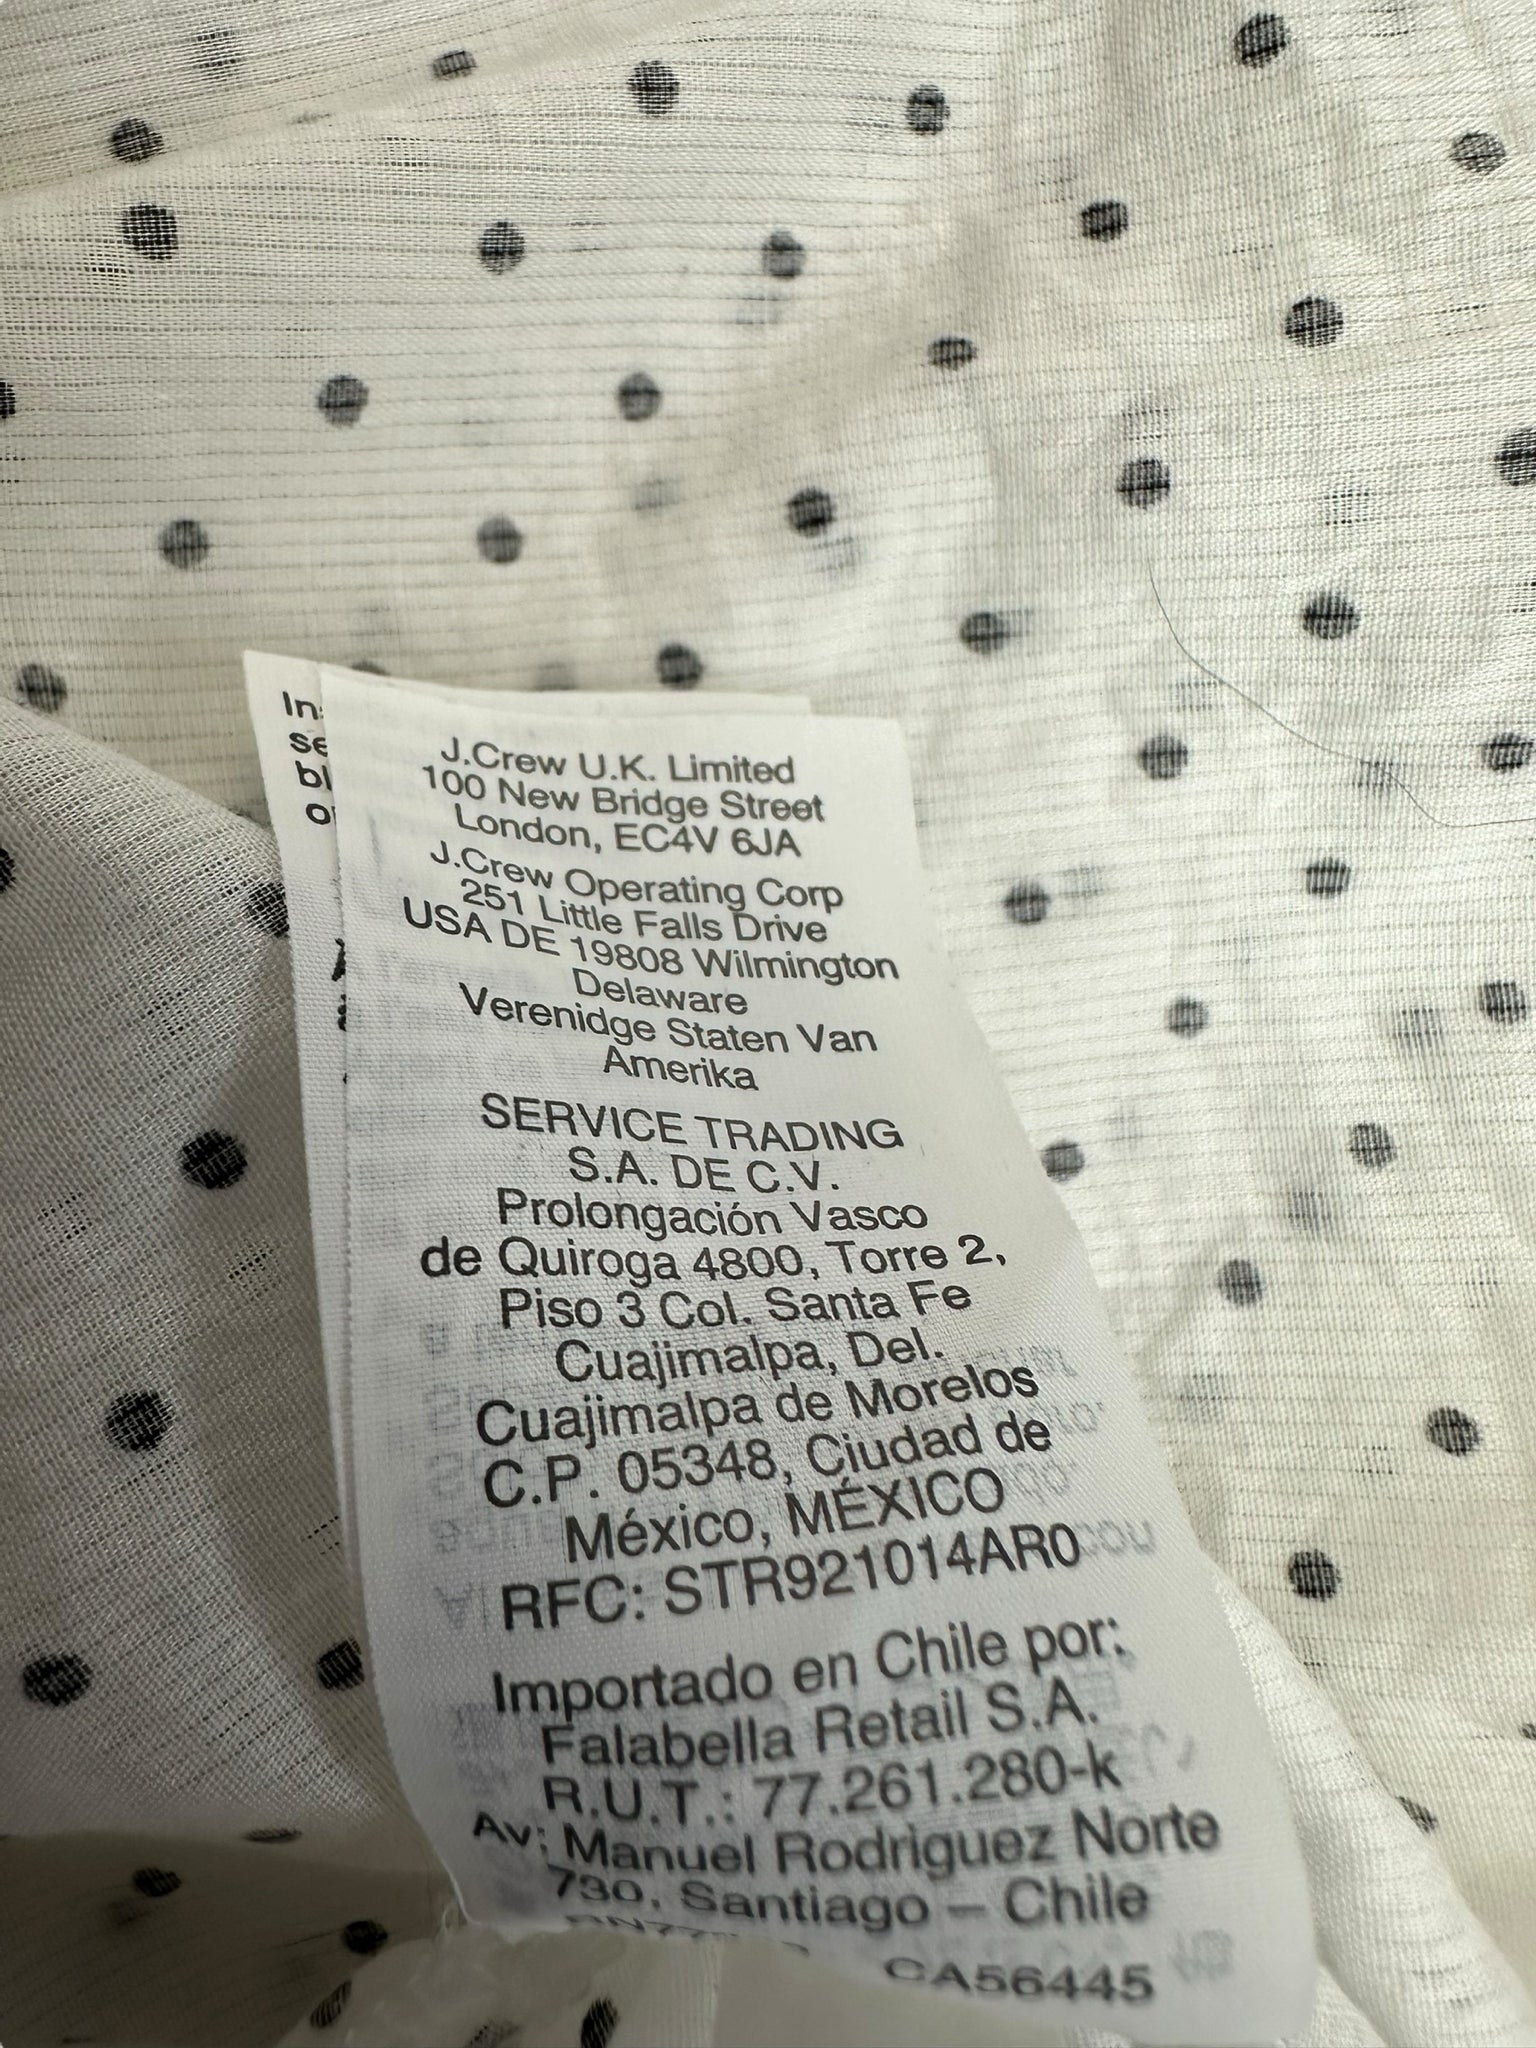 J.Crew U.K. Limited
100 New Bridge Street
London, EC4V 6JA
J.Crew Operating Corp
251 Little Falls Drive
USA DE 19808 Wilmington
Delaware
Verenidge Staten Van
Amerika
SERVICE TRADING
S.A. DE C.V.
Prolongación Vasco
de Quiroga 4800, Torre 2,
Piso 3 Col. Santa Fe
Cuajimalpa, Del.
Cuajimalpa de Morelos
C.P. 05348, Ciudad de
México, MÉXICO
RFC: STR921014AR0
Importado en Chile por:
Falabella Retail S.A.
R.U.T.: 77.261.280-k
Av: Manuel Rodriguez Norte
730, Santiago – Chile
CA56445